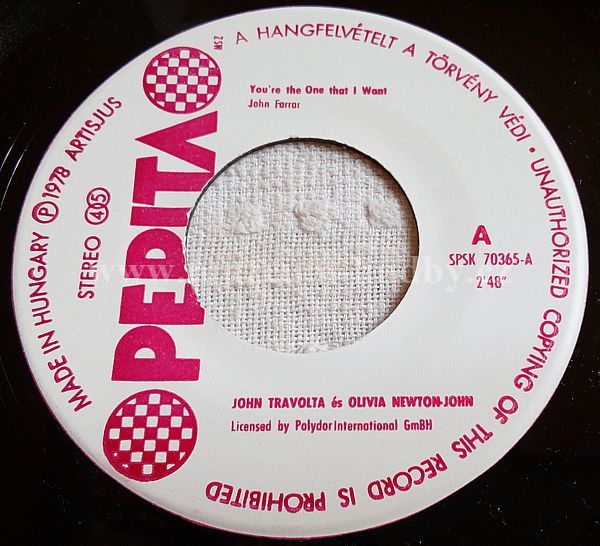 A HANGFELVÉTELT A TÖRVÉNY VÉDI • UNAUTHORIZED COPYING OF THIS RECORD IS PROHIBITED
MADE IN HUNGARY Ⓟ 1978 ARTISJUS
STEREO 45
PEPITA
MSZ
You're the One that I Want
John Farrar
A
SPSK 70365-A
2'48"
JOHN TRAVOLTA és OLIVIA NEWTON-JOHN
Licensed by Polydor International GmBH